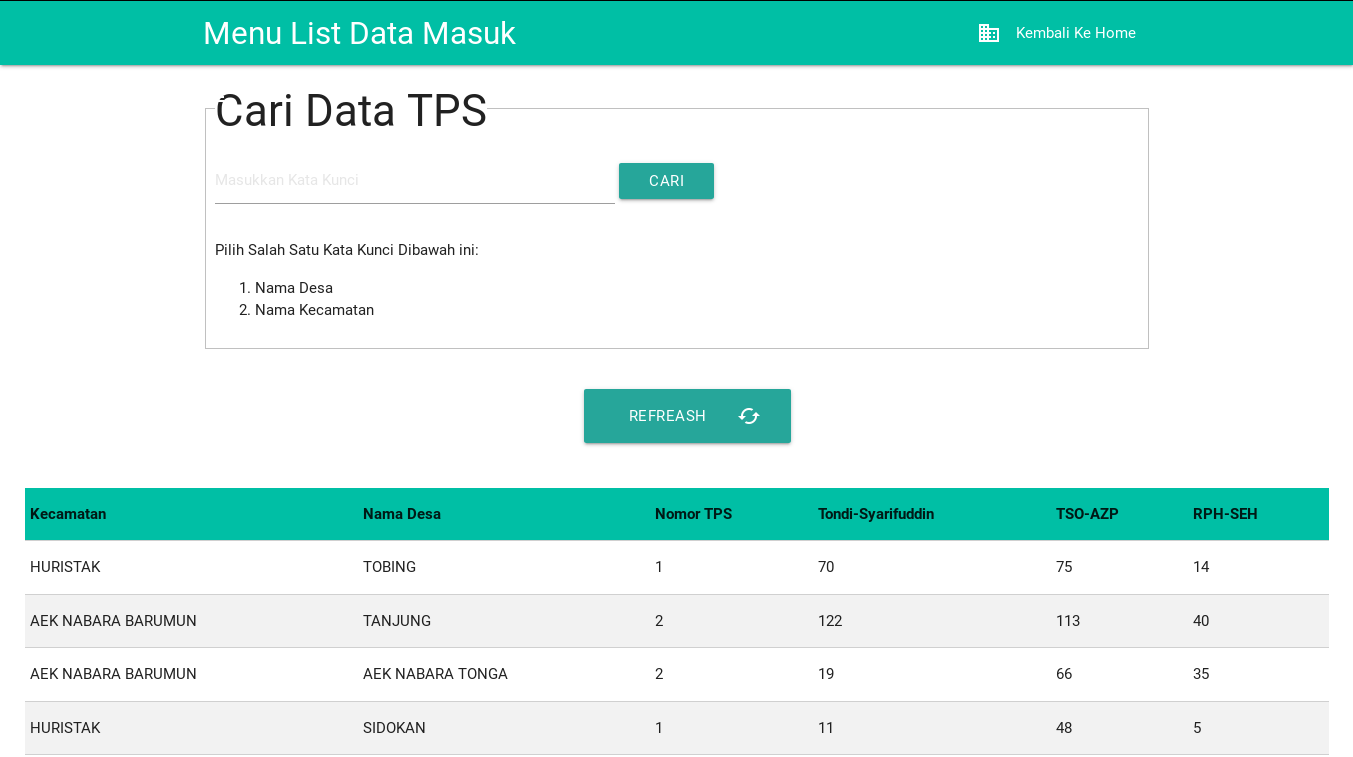 Menu List Data Masuk
Kembali Ke Home
Cari Data TPS
Masukkan Kata Kunci
CARI
Pilih Salah Satu Kata Kunci Dibawah ini:
1. Nama Desa
2. Nama Kecamatan
REFREASH
Kecamatan Nama Desa Nomor TPS Tondi-Syarifuddin TSO-AZP RPH-SEH
HURISTAK TOBING 1 70 75 14
AEK NABARA BARUMUN TANJUNG 2 122 113 40
AEK NABARA BARUMUN AEK NABARA TONGA 2 19 66 35
HURISTAK SIDOKAN 1 11 48 5